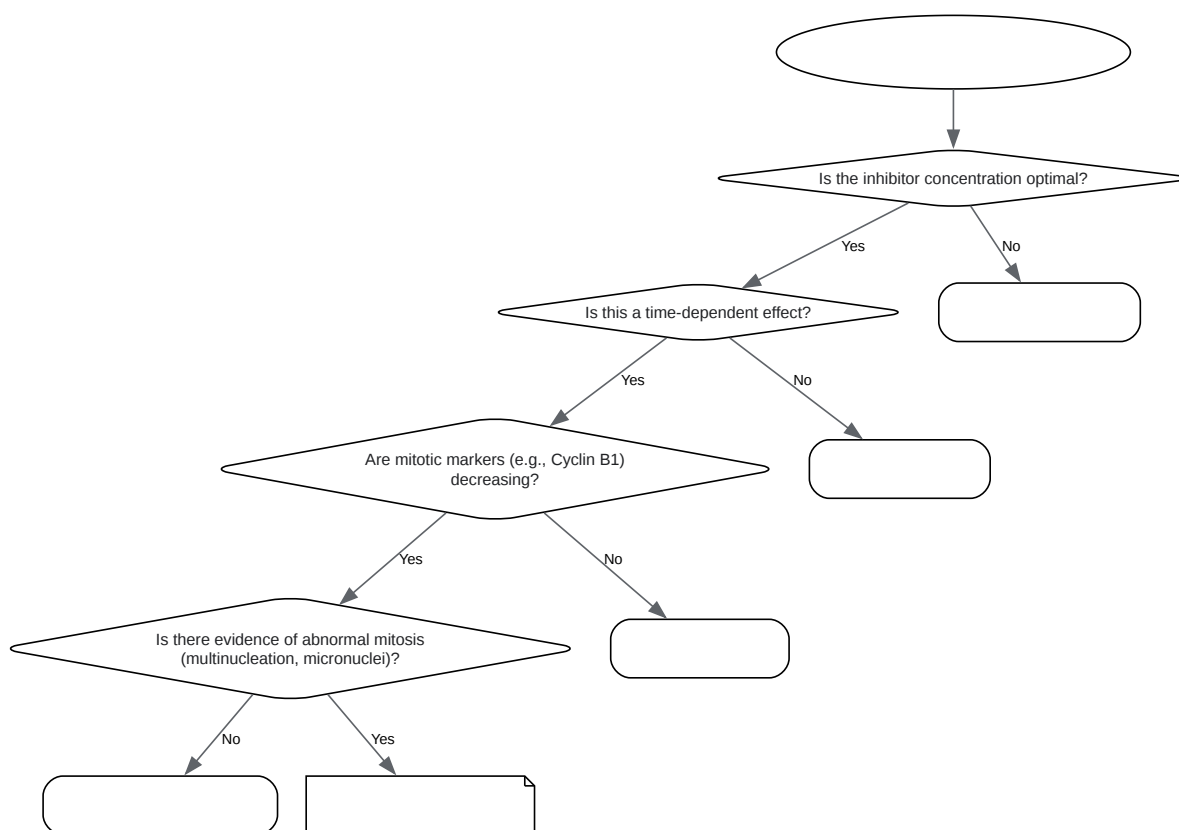 Is the inhibitor concentration optimal?
Yes
No
Is this a time-dependent effect?
Yes
No
Are mitotic markers (e.g., Cyclin B1)
decreasing?
Yes
No
Is there evidence of abnormal mitosis
(multinucleation, micronuclei)?
No
Yes